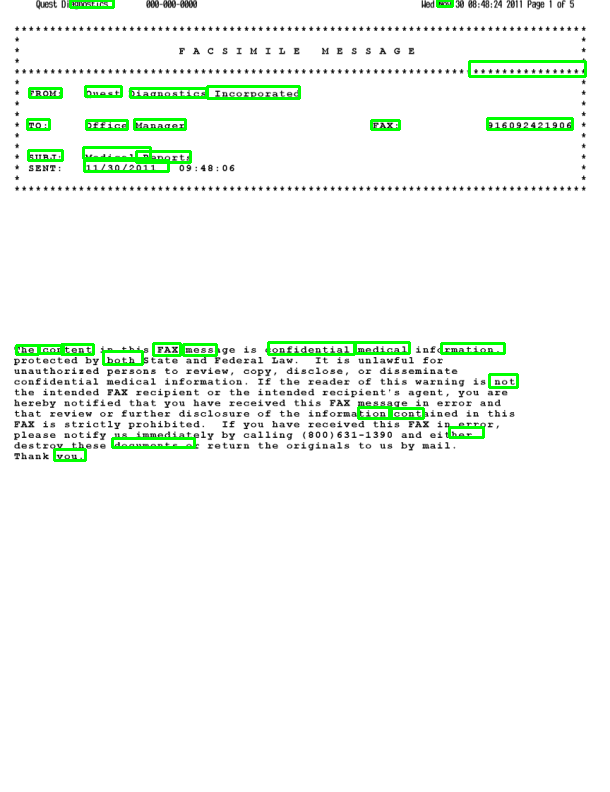 Quest Diagnostics 000-000-0000 Wed Nov 30 08:48:24 2011 Page 1 of 5
*******************************************************************************
* *
* F A C S I M I L E   M E S S A G E *
* *
*******************************************************************************
* *
* FROM: Quest Diagnostics Incorporated *
* *
* *
* TO: Office Manager FAX: 916092421906 *
* *
* *
* SUBJ: Medical Reports *
* SENT: 11/30/2011 09:48:06 *
* *
*******************************************************************************
The content in this FAX message is confidential medical information,
protected by both State and Federal Law. It is unlawful for
unauthorized persons to review, copy, disclose, or disseminate
confidential medical information. If the reader of this warning is not
the intended FAX recipient or the intended recipient's agent, you are
hereby notified that you have received this FAX message in error and
that review or further disclosure of the information contained in this
FAX is strictly prohibited. If you have received this FAX in error,
please notify us immediately by calling (800)631-1390 and either
destroy these documents or return the originals to us by mail.
Thank you.